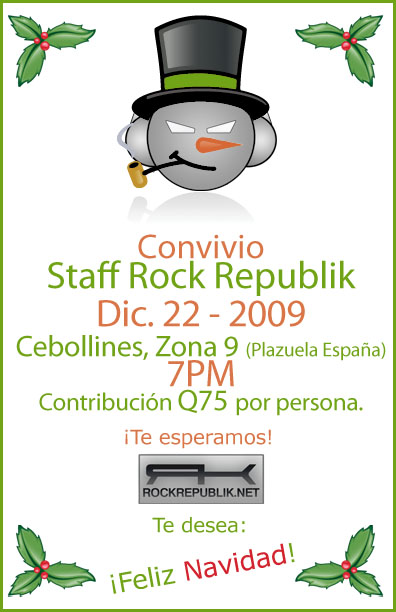 Convivio
Staff Rock Republik
Dic. 22 - 2009
Cebollines, Zona 9 (Plazuela España)
7PM
Contribución Q75 por persona.
¡Te esperamos!
RK
ROCKREPUBLIK.NET
Te desea:
¡Feliz Navidad!